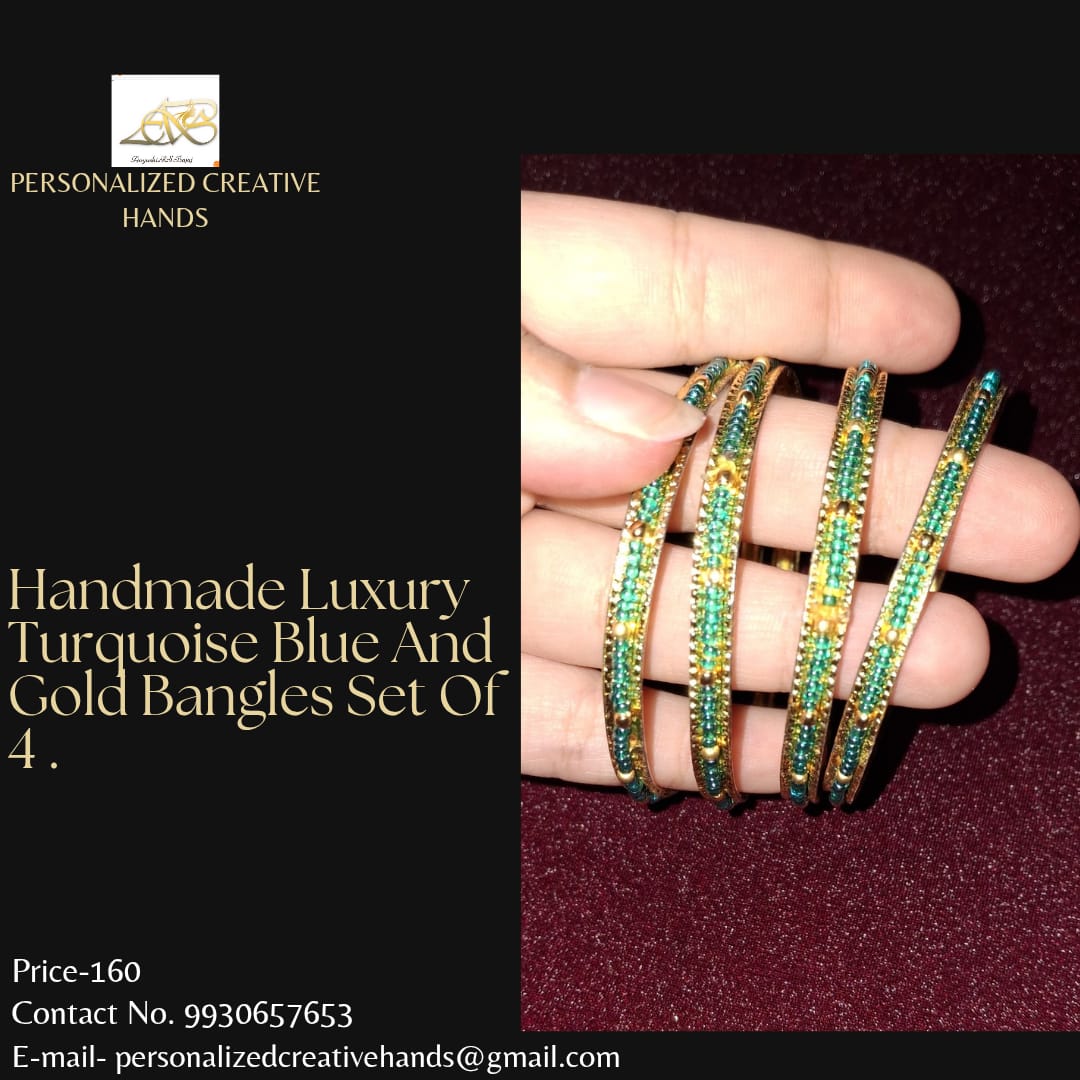 PERSONALIZED CREATIVE
HANDS
Handmade Luxury
Turquoise Blue And
Gold Bangles Set Of
4 .
Price-160
Contact No. 9930657653
E-mail- personalizedcreativehands@gmail.com